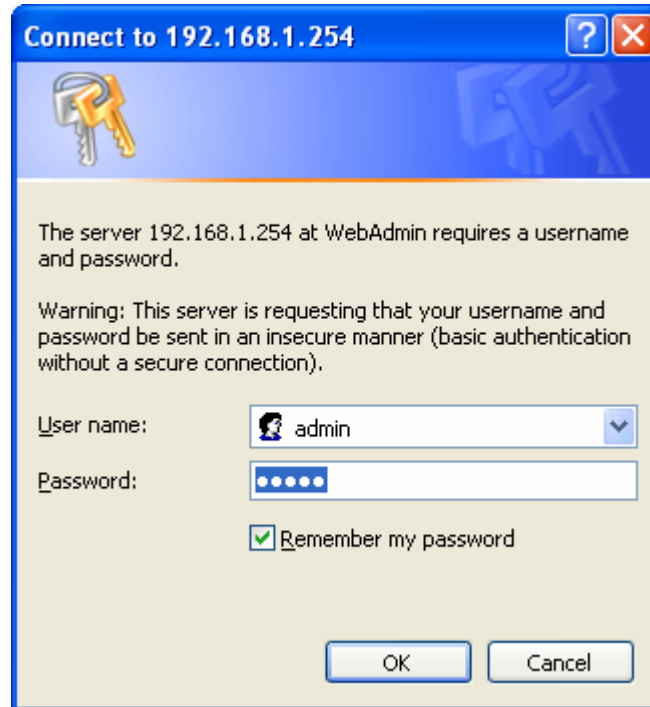 Connect to 192.168.1.254
The server 192.168.1.254 at WebAdmin requires a username
and password.
Warning: This server is requesting that your username and
password be sent in an insecure manner (basic authentication
without a secure connection).
User name: admin
Password: ●●●●●
Remember my password
OK Cancel